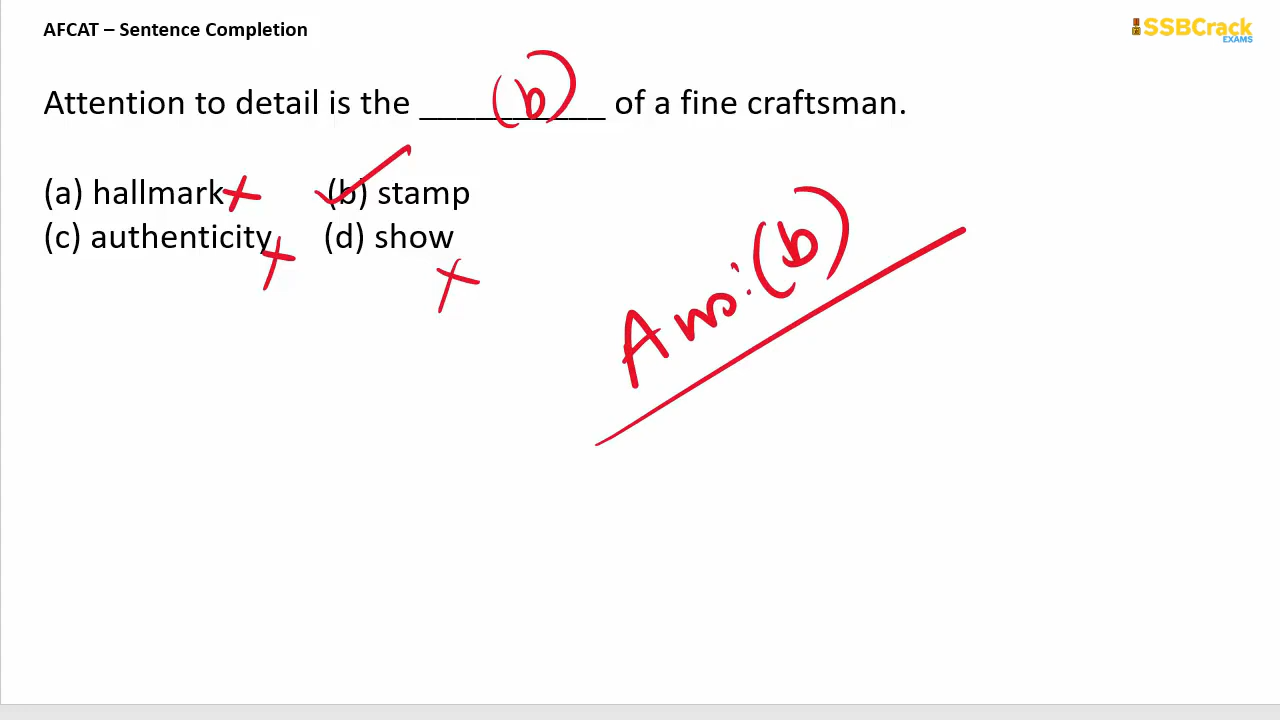 AFCAT – Sentence Completion
SSBCrack
EXAMS
Attention to detail is the __________ of a fine craftsman.
(b)
(a) hallmark (b) stamp
(c) authenticity (d) show
Ans:(b)